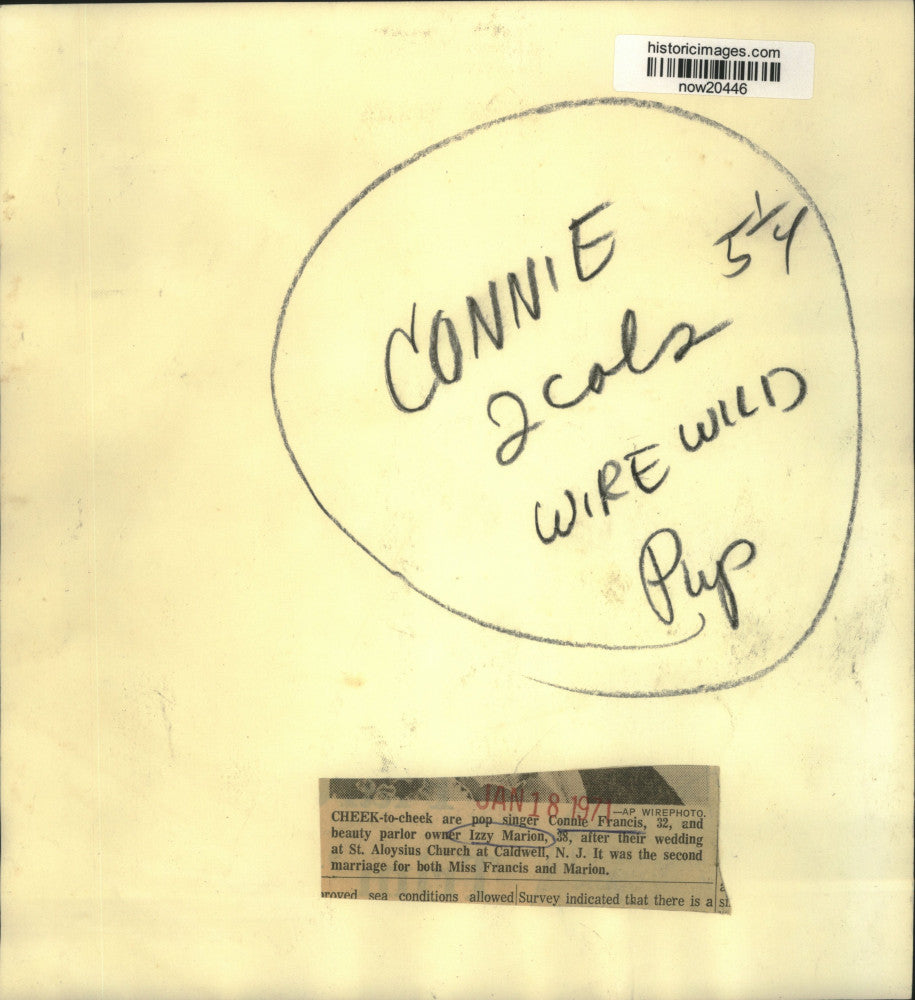 historicimages.com
now20446
CONNIE 5 1/4
2 cols
WIRE WILD
Pup
JAN 18 1971
—AP WIREPHOTO.
CHEEK-to-cheek are pop singer Connie Francis, 32, and
beauty parlor owner Izzy Marion, 38, after their wedding
at St. Aloysius Church at Caldwell, N. J. It was the second
marriage for both Miss Francis and Marion.
roved sea conditions allowed Survey indicated that there is a